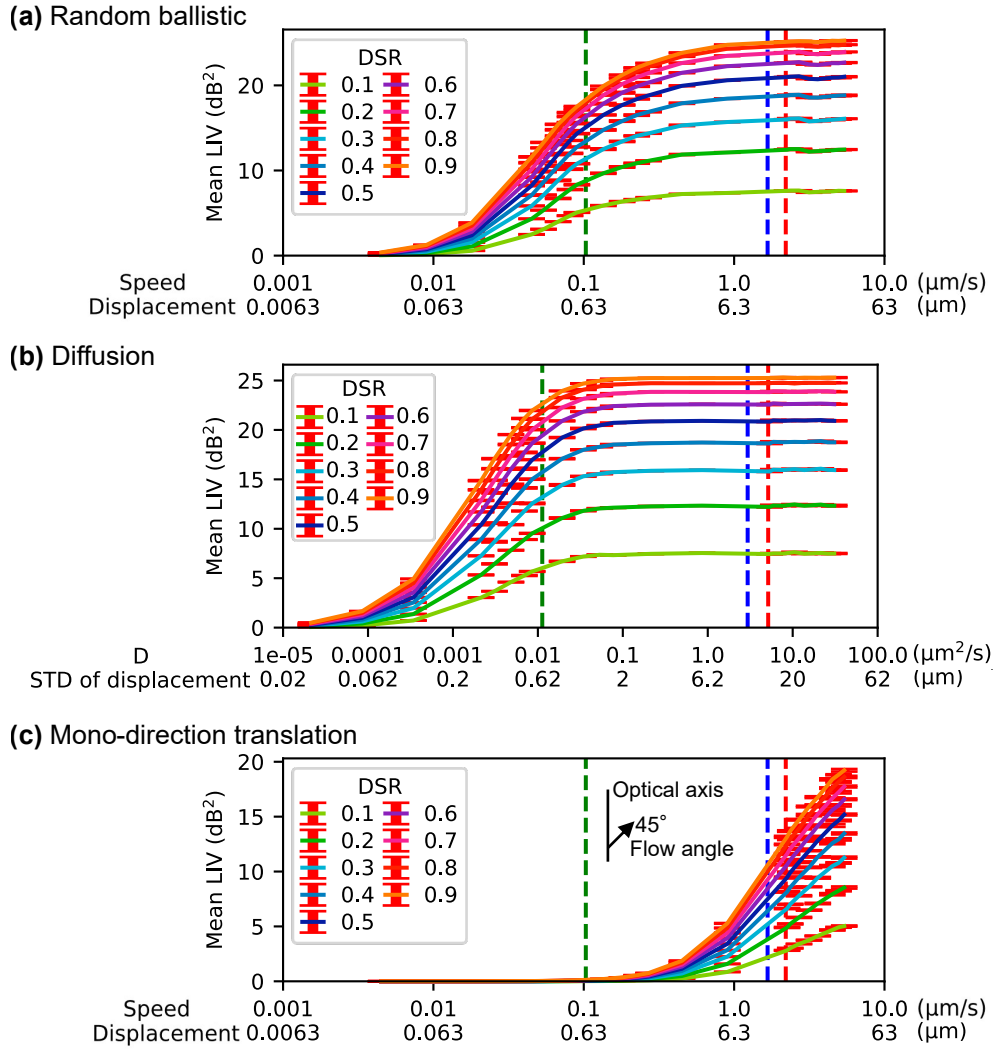 (a) Random ballistic
Mean LIV (dB²)
20
10
0
DSR
0.1 0.6
0.2 0.7
0.3 0.8
0.4 0.9
0.5
Speed 0.001 0.01 0.1 1.0 10.0 (μm/s)
Displacement 0.0063 0.063 0.63 6.3 63 (μm)
(b) Diffusion
Mean LIV (dB²)
25
20
15
10
5
0
DSR
0.1 0.6
0.2 0.7
0.3 0.8
0.4 0.9
0.5
D 1e-05 0.0001 0.001 0.01 0.1 1.0 10.0 100.0 (μm²/s)
STD of displacement 0.02 0.062 0.2 0.62 2 6.2 20 62 (μm)
(c) Mono-direction translation
Mean LIV (dB²)
20
15
10
5
0
DSR
0.1 0.6
0.2 0.7
0.3 0.8
0.4 0.9
0.5
Optical axis
45°
Flow angle
Speed 0.001 0.01 0.1 1.0 10.0 (μm/s)
Displacement 0.0063 0.063 0.63 6.3 63 (μm)